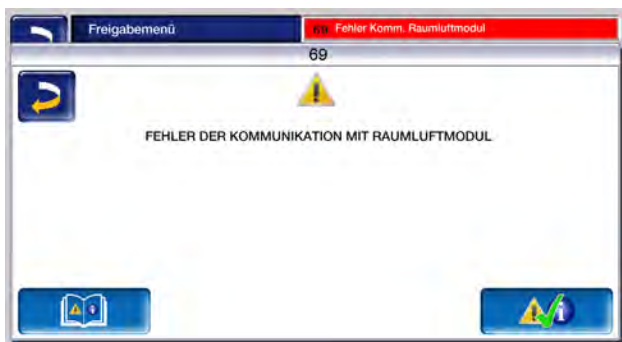 Freigabemenü
69 Fehler Komm. Raumluftmodul
69
FEHLER DER KOMMUNIKATION MIT RAUMLUFTMODUL